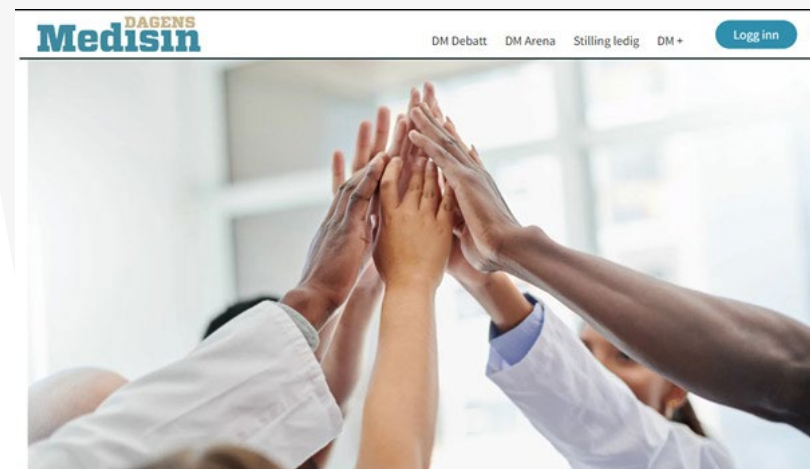 DAGENS
Medisin
DM Debatt DM Arena Stilling ledig DM + Logg inn